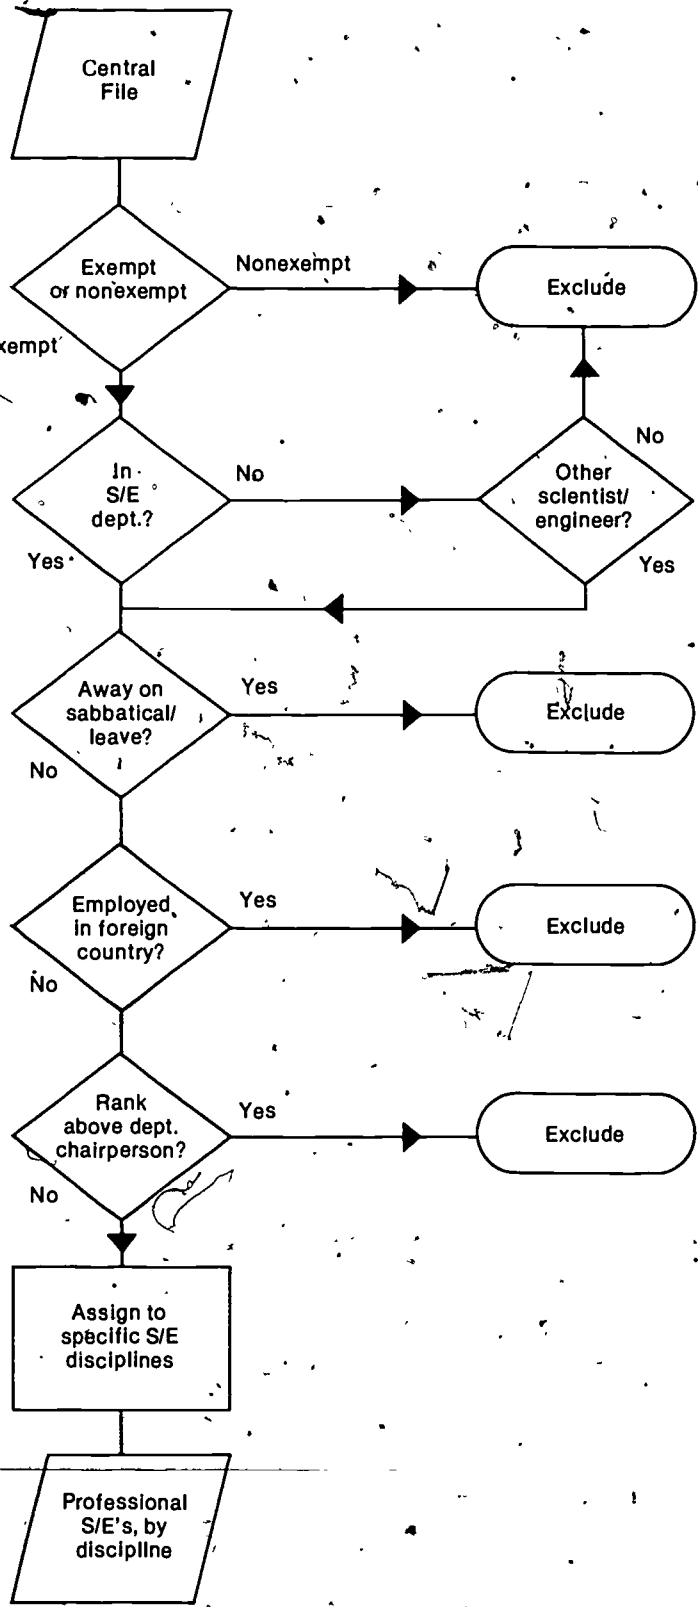 Central
File
Exempt
or nonexempt
Nonexempt
Exclude
xempt
In
S/E
dept.?
No
Other
scientist/
engineer?
No
Yes
Yes
Away on
sabbatical/
leave?
Yes
Exclude
No
Employed
in foreign
country?
Yes
Exclude
No
Rank
above dept.
chairperson?
Yes
Exclude
No
Assign to
specific S/E
disciplines
Professional
S/E's, by
discipline